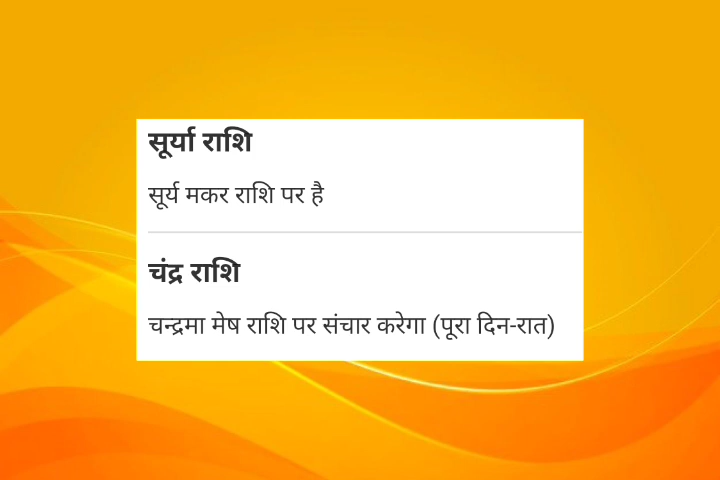 सूर्या राशि
सूर्य मकर राशि पर है
चंद्र राशि
चन्द्रमा मेष राशि पर संचार करेगा (पूरा दिन-रात)